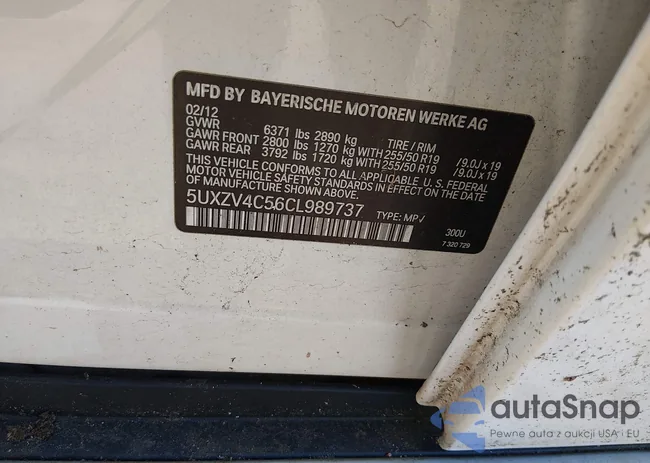 MFD BY BAYERISCHE MOTOREN WERKE AG
02/12
GVWR 6371 lbs 2890 kg TIRE / RIM
GAWR FRONT 2800 lbs 1270 kg WITH 255/50 R19 /9.0J x 19
GAWR REAR 3792 lbs 1720 kg WITH 255/50 R19 /9.0J x 19
THIS VEHICLE CONFORMS TO ALL APPLICABLE U. S. FEDERAL
MOTOR VEHICLE SAFETY STANDARDS IN EFFECT ON THE DATE
OF MANUFACTURE SHOWN ABOVE.
5UXZV4C56CL989737 TYPE: MPV
300U
7 320 729
autaSnap
Pewne auta z aukcji USA i EU